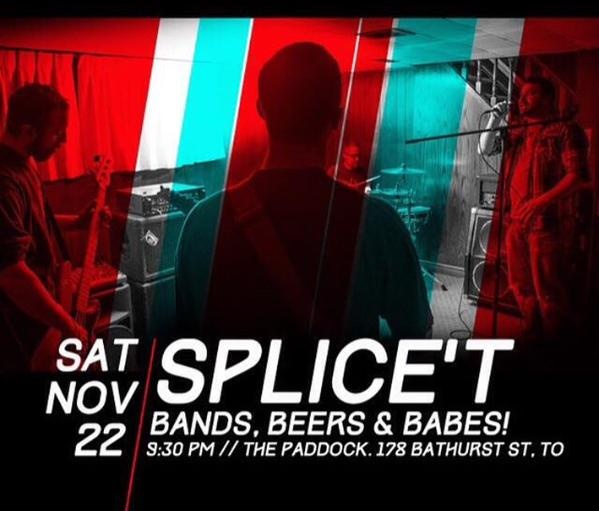 SAT
NOV
22
SPLICE'T
BANDS, BEERS & BABES!
9:30 PM // THE PADDOCK. 178 BATHURST ST, TO